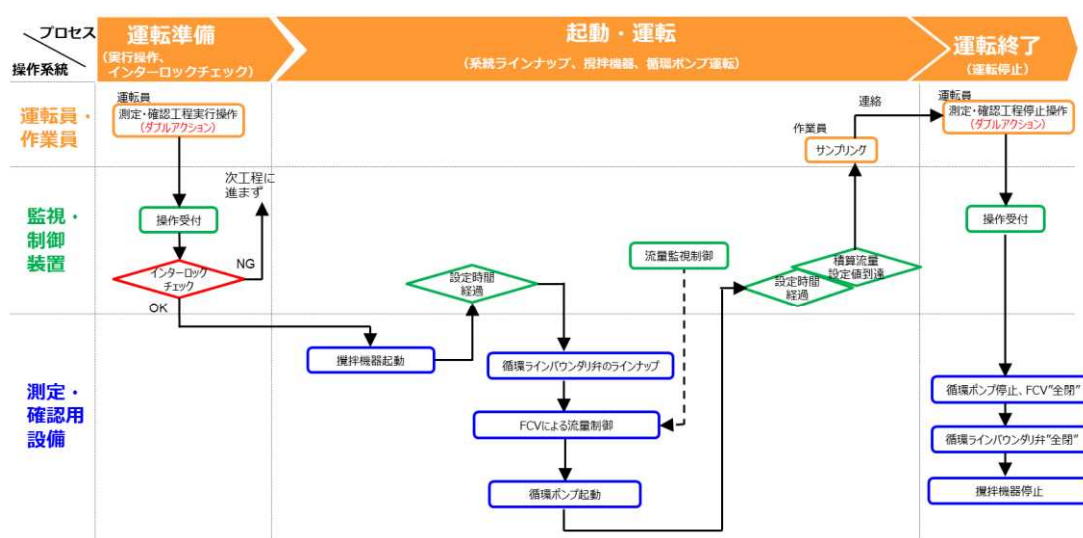 プロセス
操作系統
運転準備
(実行操作、
インターロックチェック)
起動・運転
(系統ラインナップ、攪拌機器、循環ポンプ運転)
運転終了
(運転停止)
運転員・
作業員
運転員
測定・確認工程実行操作
(ダブルアクション)
作業員
サンプリング
連絡
運転員
測定・確認工程停止操作
(ダブルアクション)
監視・
制御
装置
操作受付
次工程に
進まず
インターロック
チェック
NG
OK
設定時間
経過
流量監視制御
設定時間
経過
積算流量
設定値到達
操作受付
測定・
確認用
設備
攪拌機器起動
循環ラインバウンダリ弁のラインナップ
FCVによる流量制御
循環ポンプ起動
循環ポンプ停止、FCV"全閉"
循環ラインバウンダリ弁"全閉"
攪拌機器停止